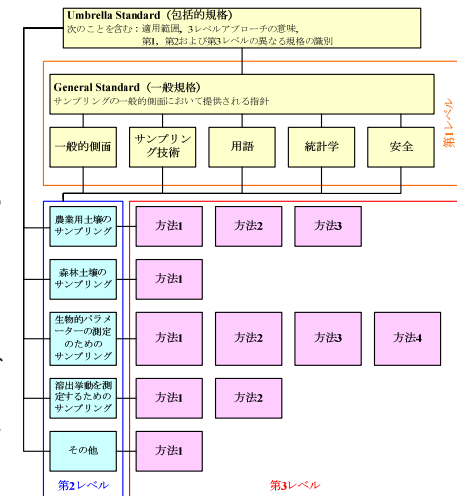 Umbrella Standard（包括的規格）
次のことを含む：適用範囲，3レベルアプローチの意味，
第1，第2および第3レベルの異なる規格の識別
General Standard（一般規格）
サンプリングの一般的側面において提供される指針
一般的側面
サンプリン
グ技術
用語
統計学
安全
第1レベル
農業用土壌の
サンプリング
方法1
方法2
方法3
森林土壌の
サンプリング
方法1
生物的パラメ
ーターの測定
のための
サンプリング
方法1
方法2
方法3
方法4
溶出挙動を測
定するための
サンプリング
方法1
方法2
その他
方法1
第2レベル
第3レベル